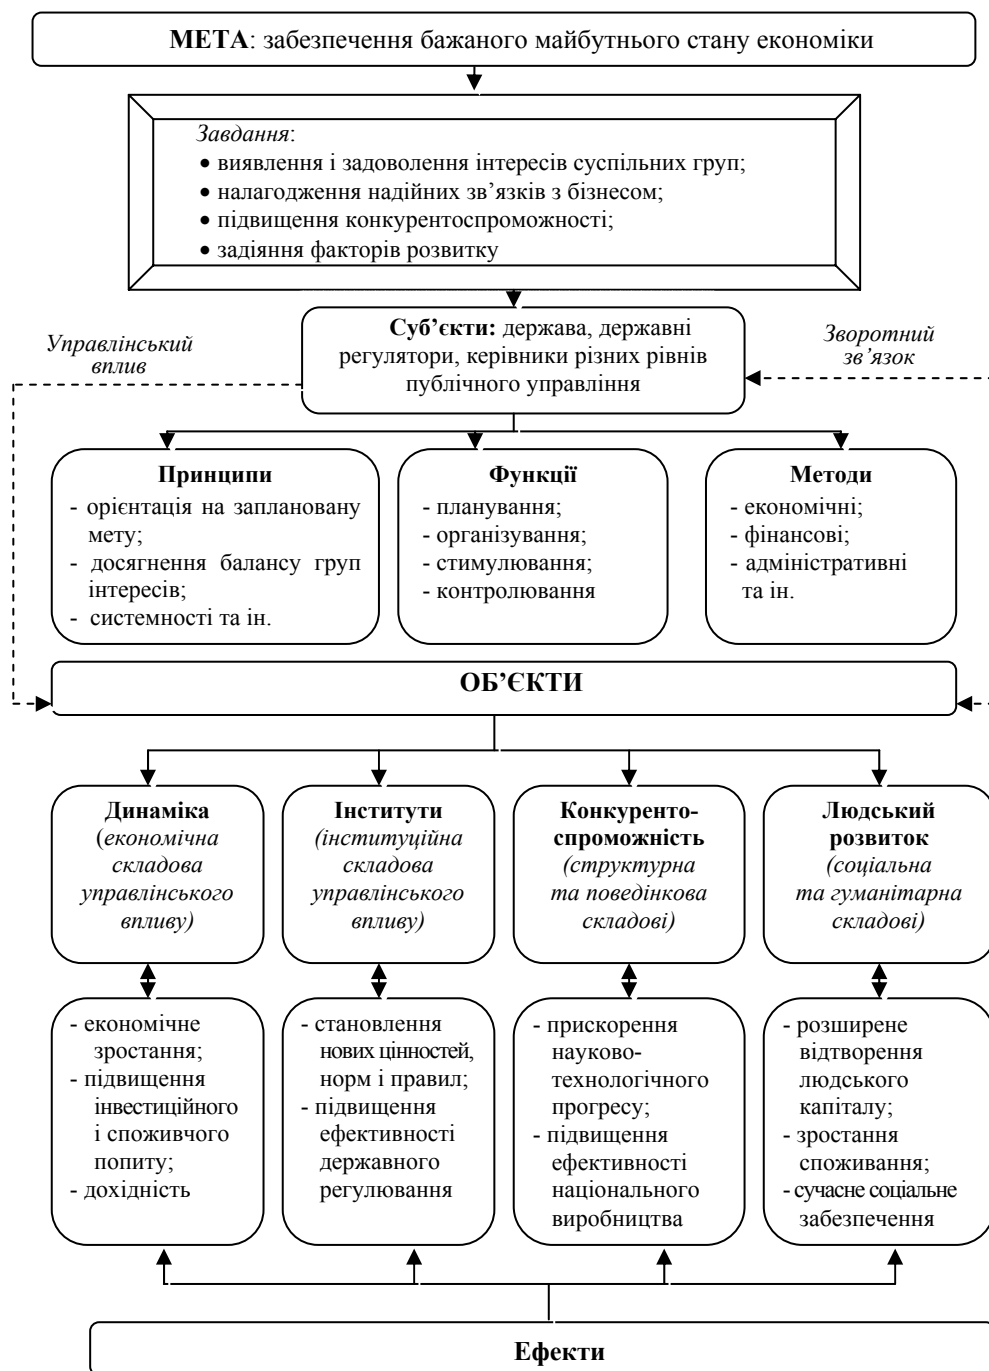 МЕТА: забезпечення бажаного майбутнього стану економіки
Завдання:
• виявлення і задоволення інтересів суспільних груп;
• налагодження надійних зв’язків з бізнесом;
• підвищення конкурентоспроможності;
• задіяння факторів розвитку
Управлінський
вплив
Суб’єкти: держава, державні
регулятори, керівники різних рівнів
публічного управління
Зворотний
зв’язок
Принципи
- орієнтація на заплановану
мету;
- досягнення балансу груп
інтересів;
- системності та ін.
Функції
- планування;
- організування;
- стимулювання;
- контролювання
Методи
- економічні;
- фінансові;
- адміністративні
та ін.
ОБ’ЄКТИ
Динаміка
(економічна
складова
управлінського
впливу)
Інститути
(інституційна
складова
управлінського
впливу)
Конкуренто-
спроможність
(структурна
та поведінкова
складові)
Людський
розвиток
(соціальна
та гуманітарна
складові)
- економічне
зростання;
- підвищення
інвестиційного
і споживчого
попиту;
- дохідність
- становлення
нових цінностей,
норм і правил;
- підвищення
ефективності
державного
регулювання
- прискорення
науково-
технологічного
прогресу;
- підвищення
ефективності
національного
виробництва
- розширене
відтворення
людського
капіталу;
- зростання
споживання;
- сучасне соціальне
забезпечення
Ефекти